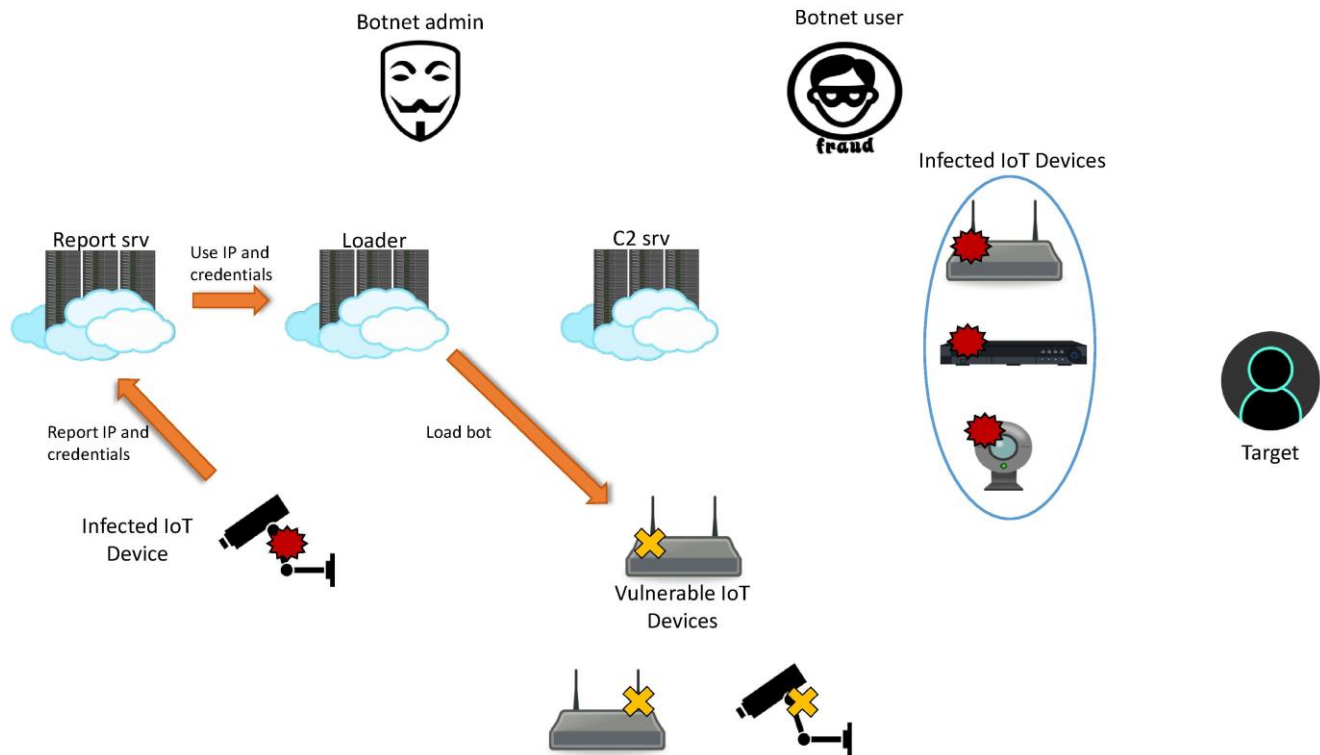 Botnet admin
Botnet user
fraud
Infected IoT Devices
Report srv
Use IP and
credentials
Loader
C2 srv
Report IP and
credentials
Load bot
Target
Infected IoT
Device
Vulnerable IoT
Devices